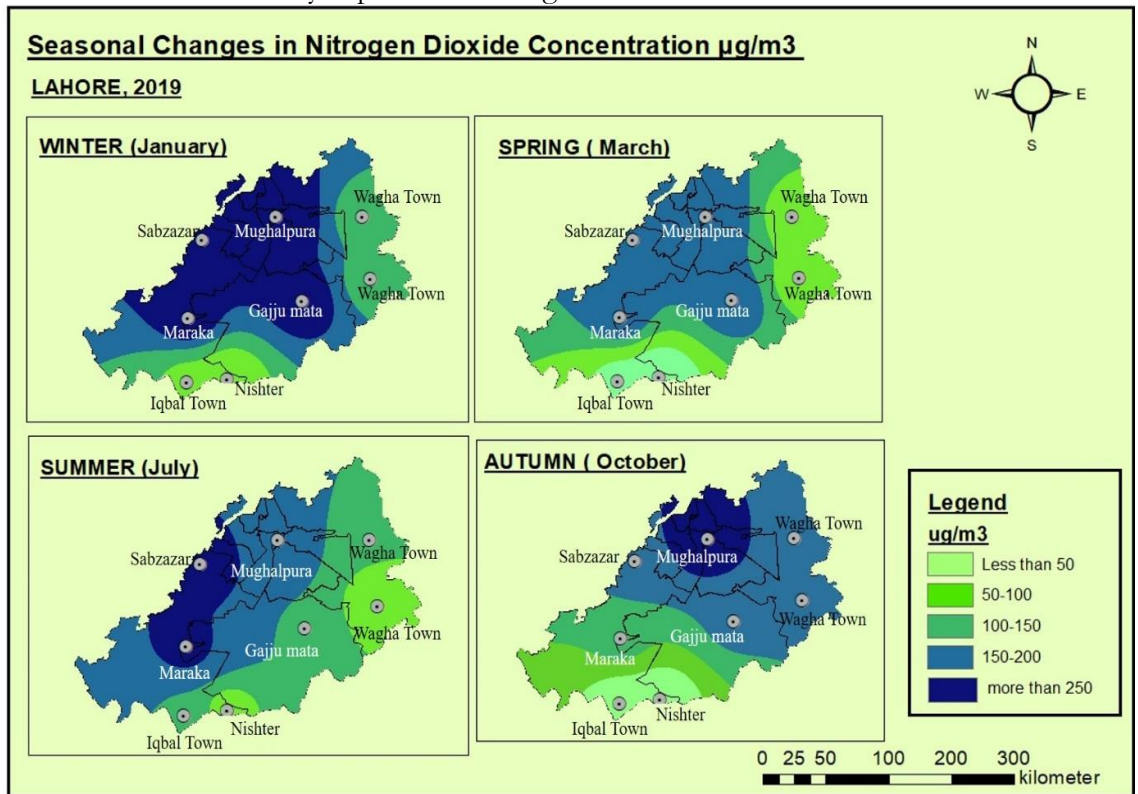 Seasonal Changes in Nitrogen Dioxide Concentration µg/m3
LAHORE, 2019
N
W E
S
WINTER (January)
Wagha Town
Sabzazar
Mughalpura
Wagha Town
Gajju mata
Maraka
Nishter
Iqbal Town
SPRING ( March)
Wagha Town
Sabzazar
Mughalpura
Wagha Town
Gajju mata
Maraka
Nishter
Iqbal Town
SUMMER (July)
Sabzazar
Wagha Town
Mughalpura
Wagha Town
Gajju mata
Maraka
Nishter
Iqbal Town
AUTUMN ( October)
Wagha Town
Sabzazar
Mughalpura
Wagha Town
Gajju mata
Maraka
Nishter
Iqbal Town
Legend
ug/m3
Less than 50
50-100
100-150
150-200
more than 250
0 25 50 100 200 300
kilometer